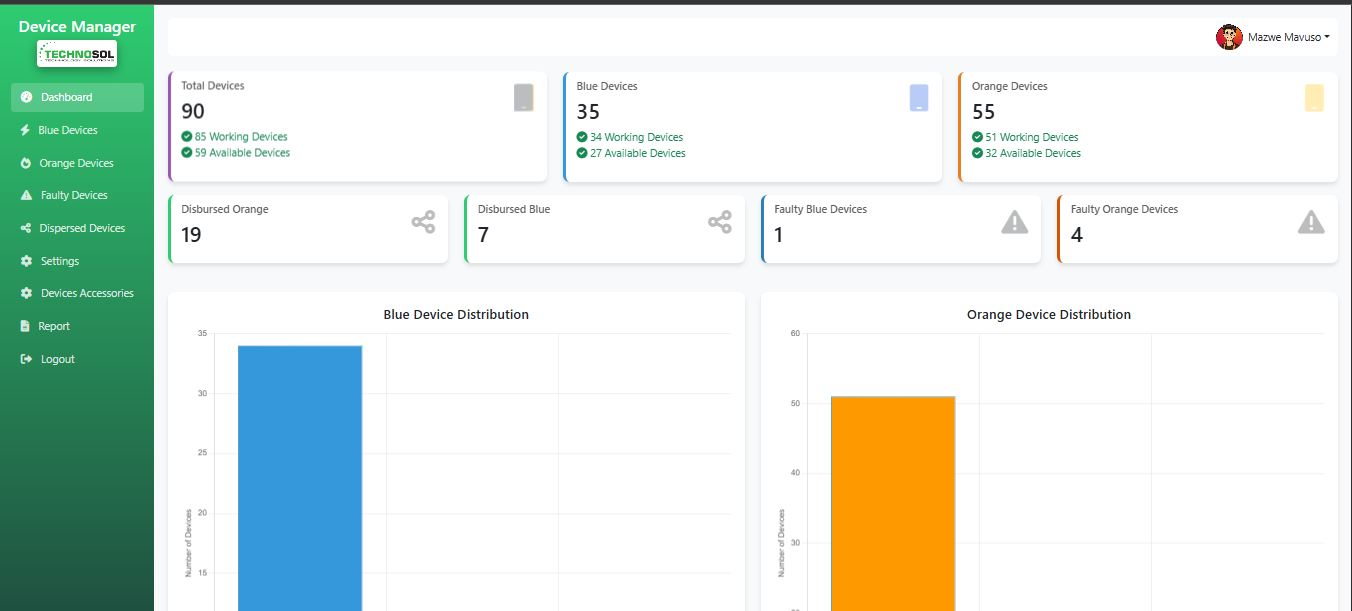 Device Manager
TECHNOSOL
TECHNOLOGY SOLUTIONS
Dashboard
Blue Devices
Orange Devices
Faulty Devices
Dispersed Devices
Settings
Devices Accessories
Report
Logout
Mazwe Mavuso
Total Devices
90
85 Working Devices
59 Available Devices
Blue Devices
35
34 Working Devices
27 Available Devices
Orange Devices
55
51 Working Devices
32 Available Devices
Disbursed Orange
19
Disbursed Blue
7
Faulty Blue Devices
1
Faulty Orange Devices
4
Blue Device Distribution
35
30
25
20
15
Number of Devices
Orange Device Distribution
60
50
40
30
Number of Devices